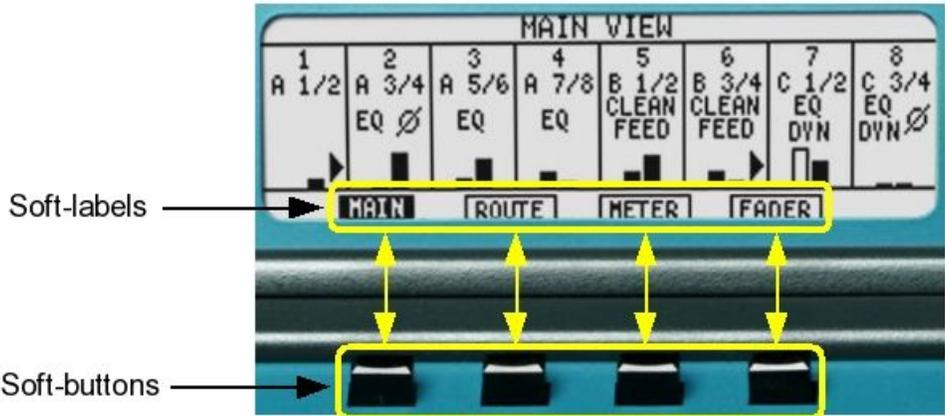 MAIN VIEW
1 2 3 4 5 6 7 8
A 1/2 A 3/4 A 5/6 A 7/8 B 1/2 B 3/4 C 1/2 C 3/4
EQ Ø EQ EQ CLEAN FEED CLEAN FEED EQ DYN EQ DYN Ø
Soft-labels
MAIN ROUTE METER FADER
Soft-buttons